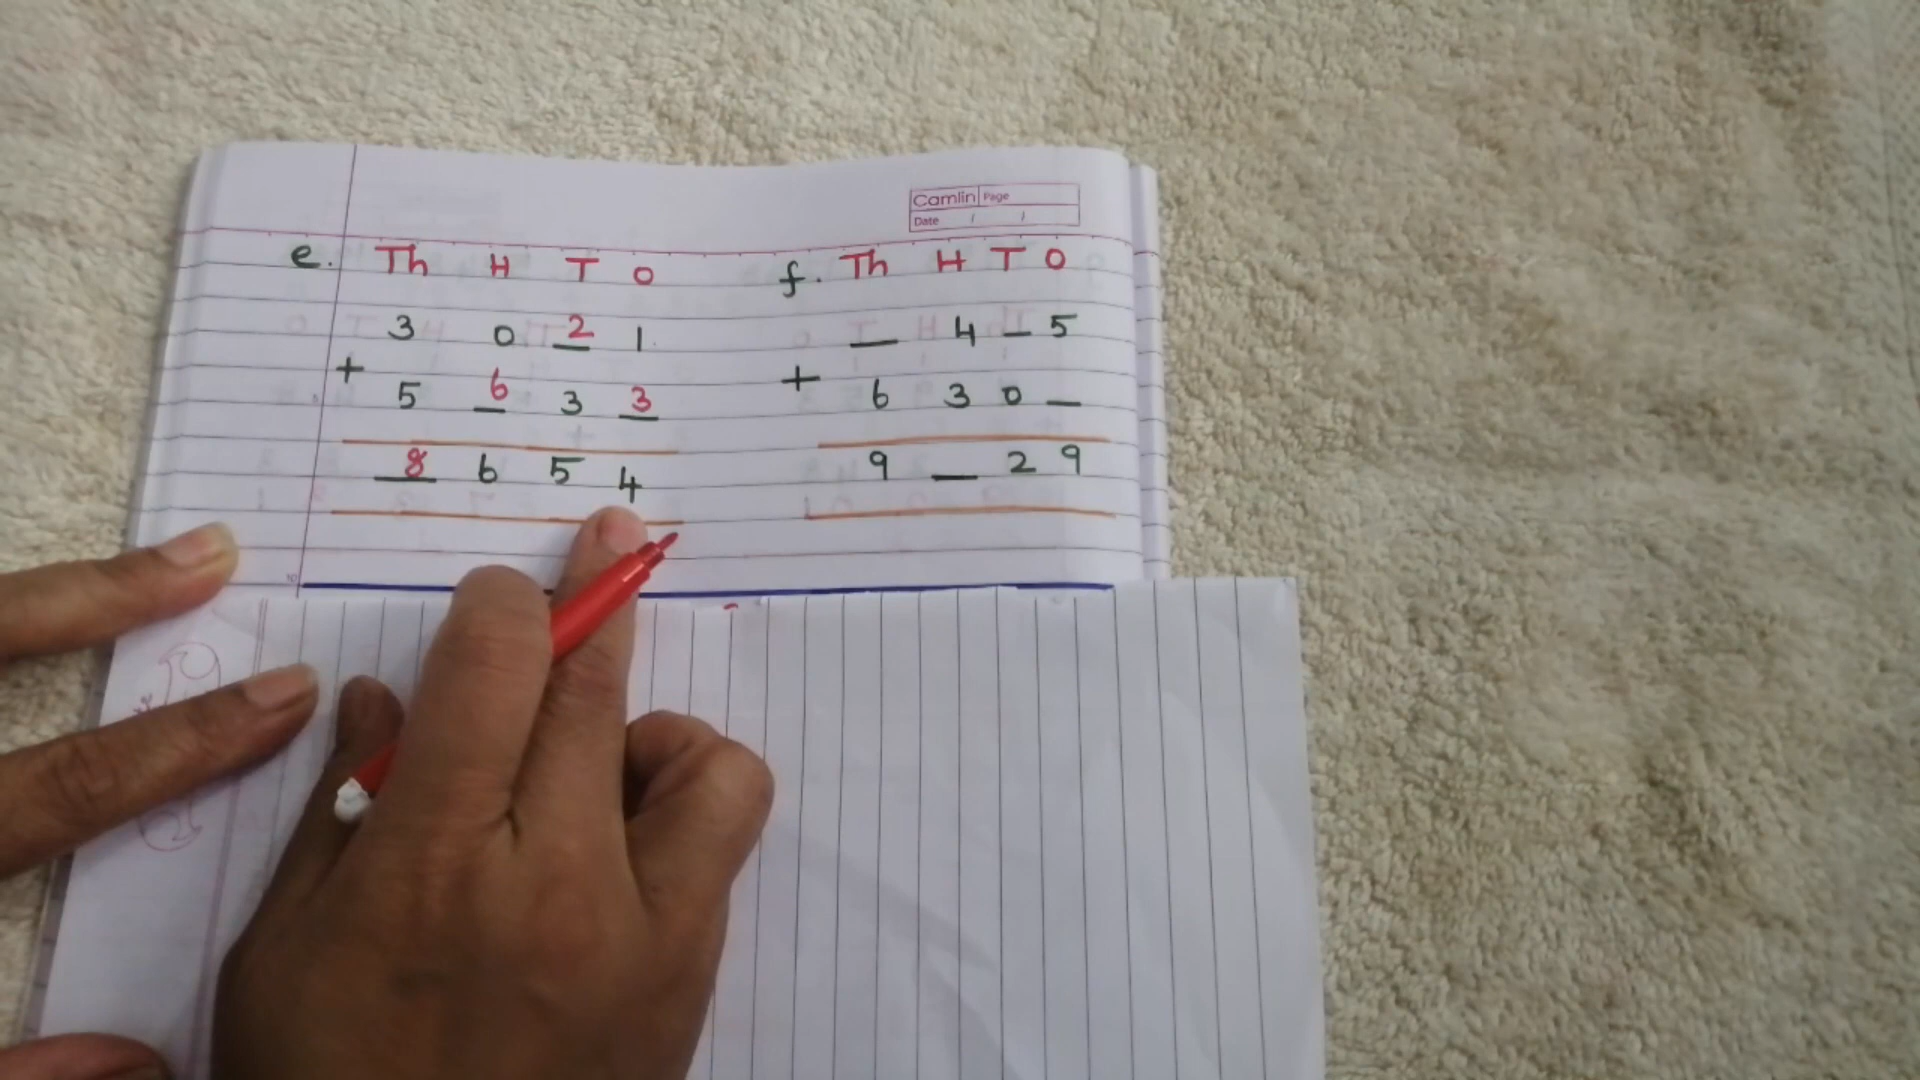 Camlin Page
Date / /
e. Th H T O
3 0 2 1
+ 5 6 3 3
8 6 5 4
f. Th H T O
_ 4 _ 5
+ 6 3 0 _
9 _ 2 9